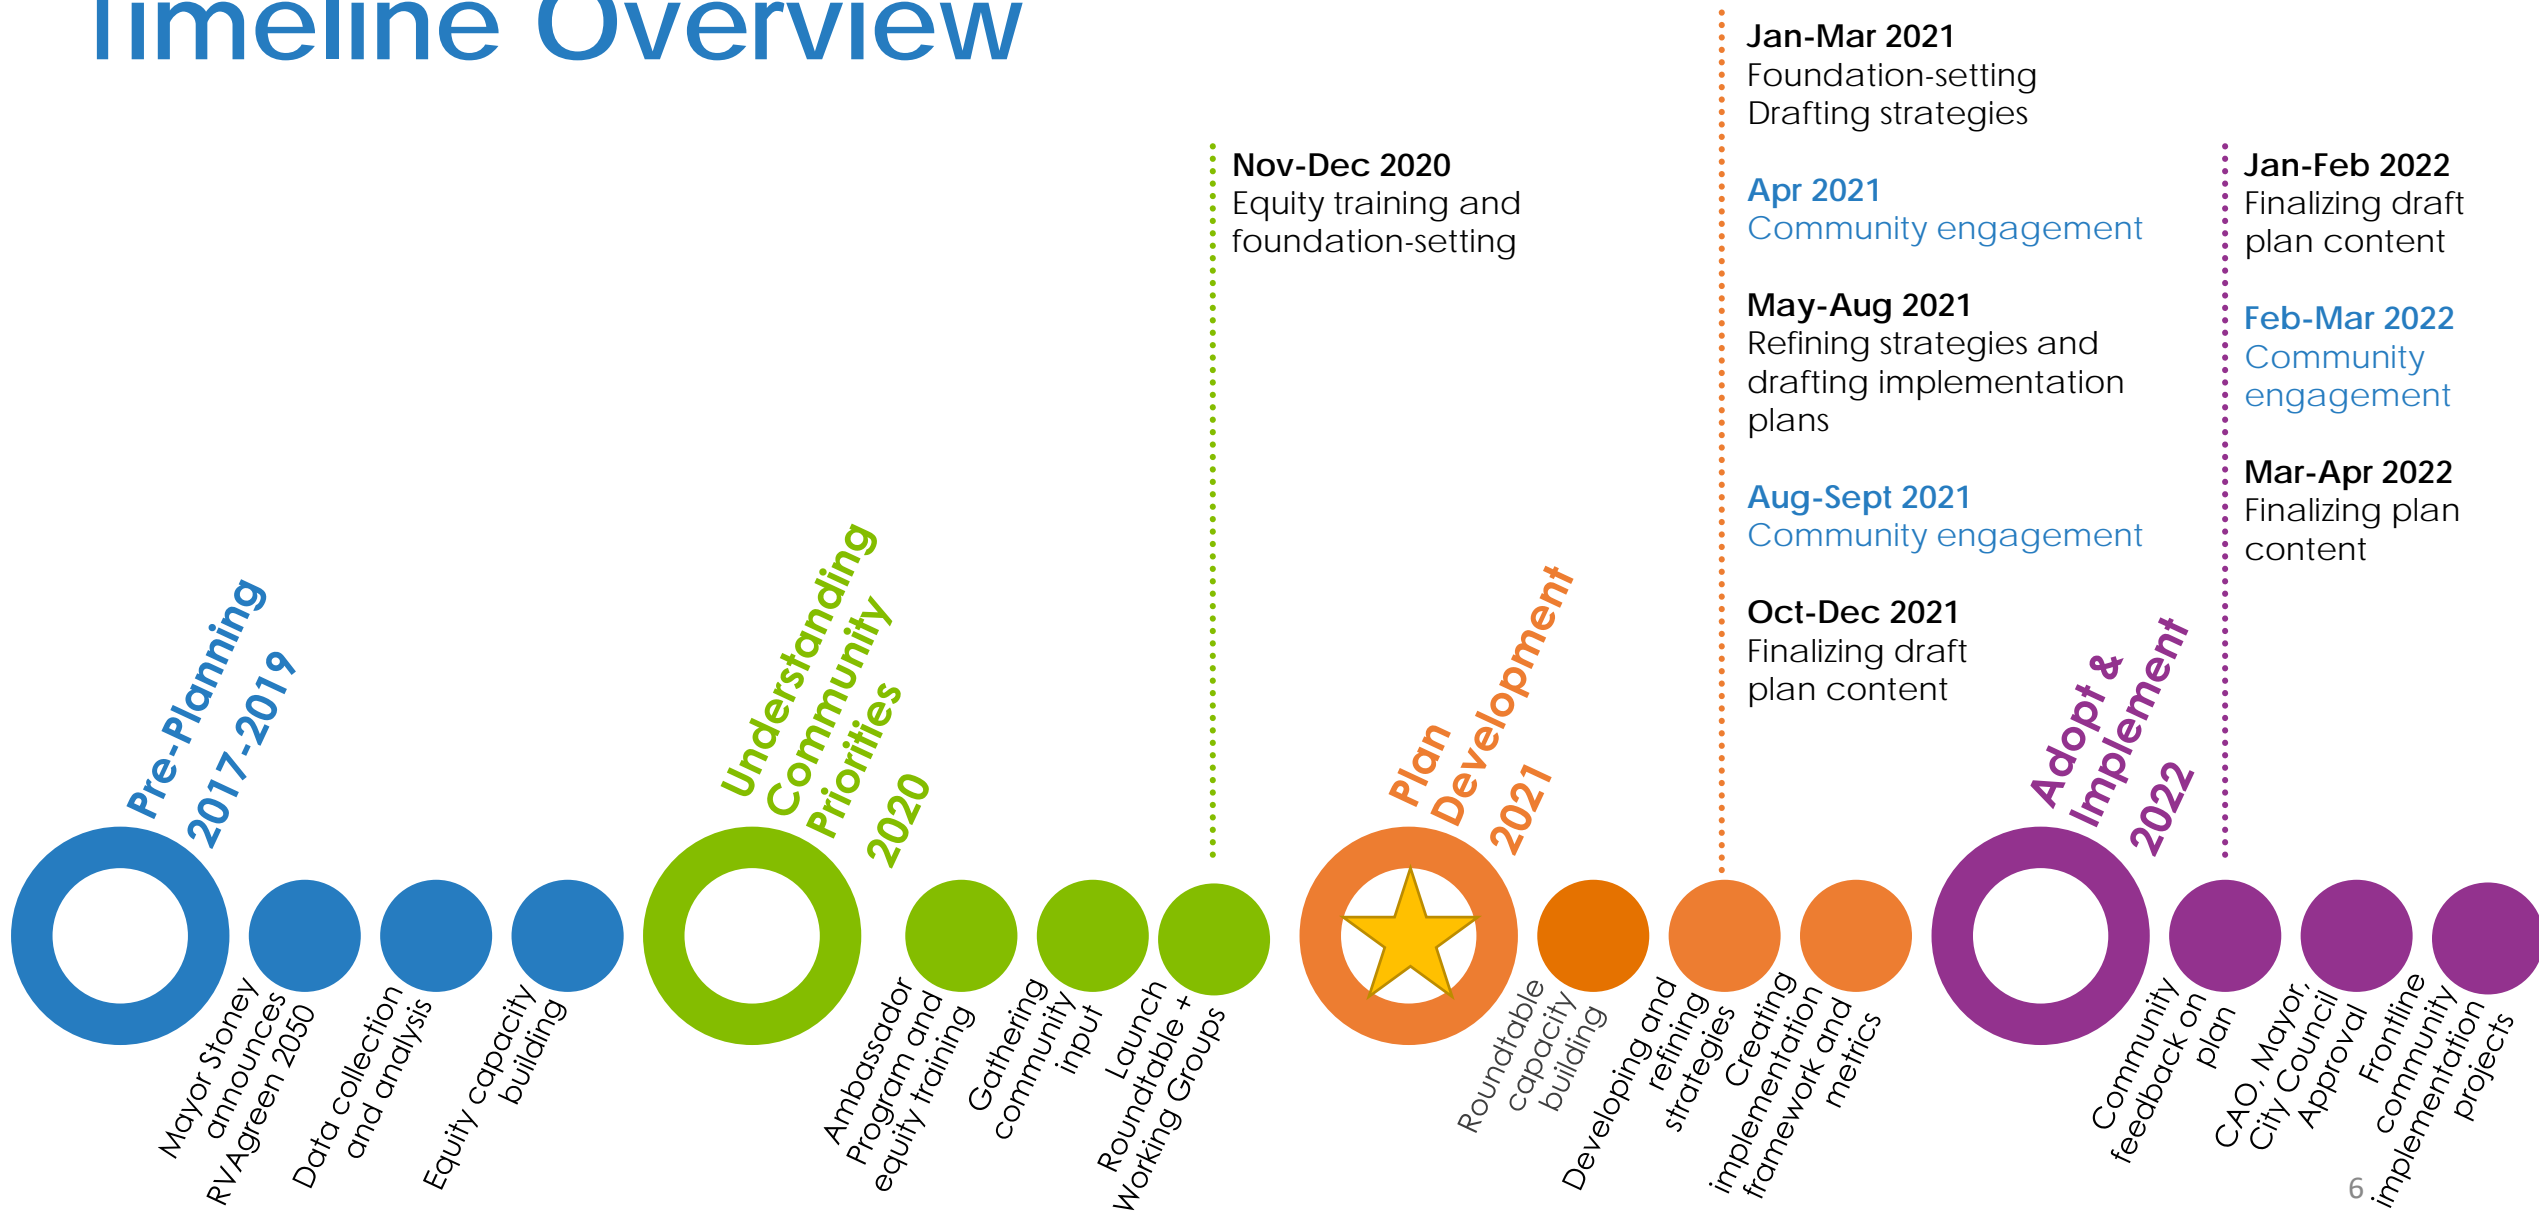 Timeline Overview
Nov-Dec 2020
Equity training and
foundation-setting
Jan-Mar 2021
Foundation-setting
Drafting strategies
Apr 2021
Community engagement
May-Aug 2021
Refining strategies and
drafting implementation
plans
Aug-Sept 2021
Community engagement
Oct-Dec 2021
Finalizing draft
plan content
Jan-Feb 2022
Finalizing draft
plan content
Feb-Mar 2022
Community
engagement
Mar-Apr 2022
Finalizing plan
content
Pre-Planning
2017-2019
Understanding
Community
Priorities
2020
Plan
Development
2021
Adopt &
Implement
2022
Mayor Stoney
announces
RVAgreen 2050
Data collection
and analysis
Equity capacity
building
Ambassador
Program and
equity training
Gathering
community
input
Launch
Roundtable +
Working Groups
Roundtable
capacity
building
Developing and
refining
strategies
Creating
implementation
framework and
metrics
Community
feedback on
plan
CAO, Mayor,
City Council
Approval
Frontline
community
implementation
projects
6